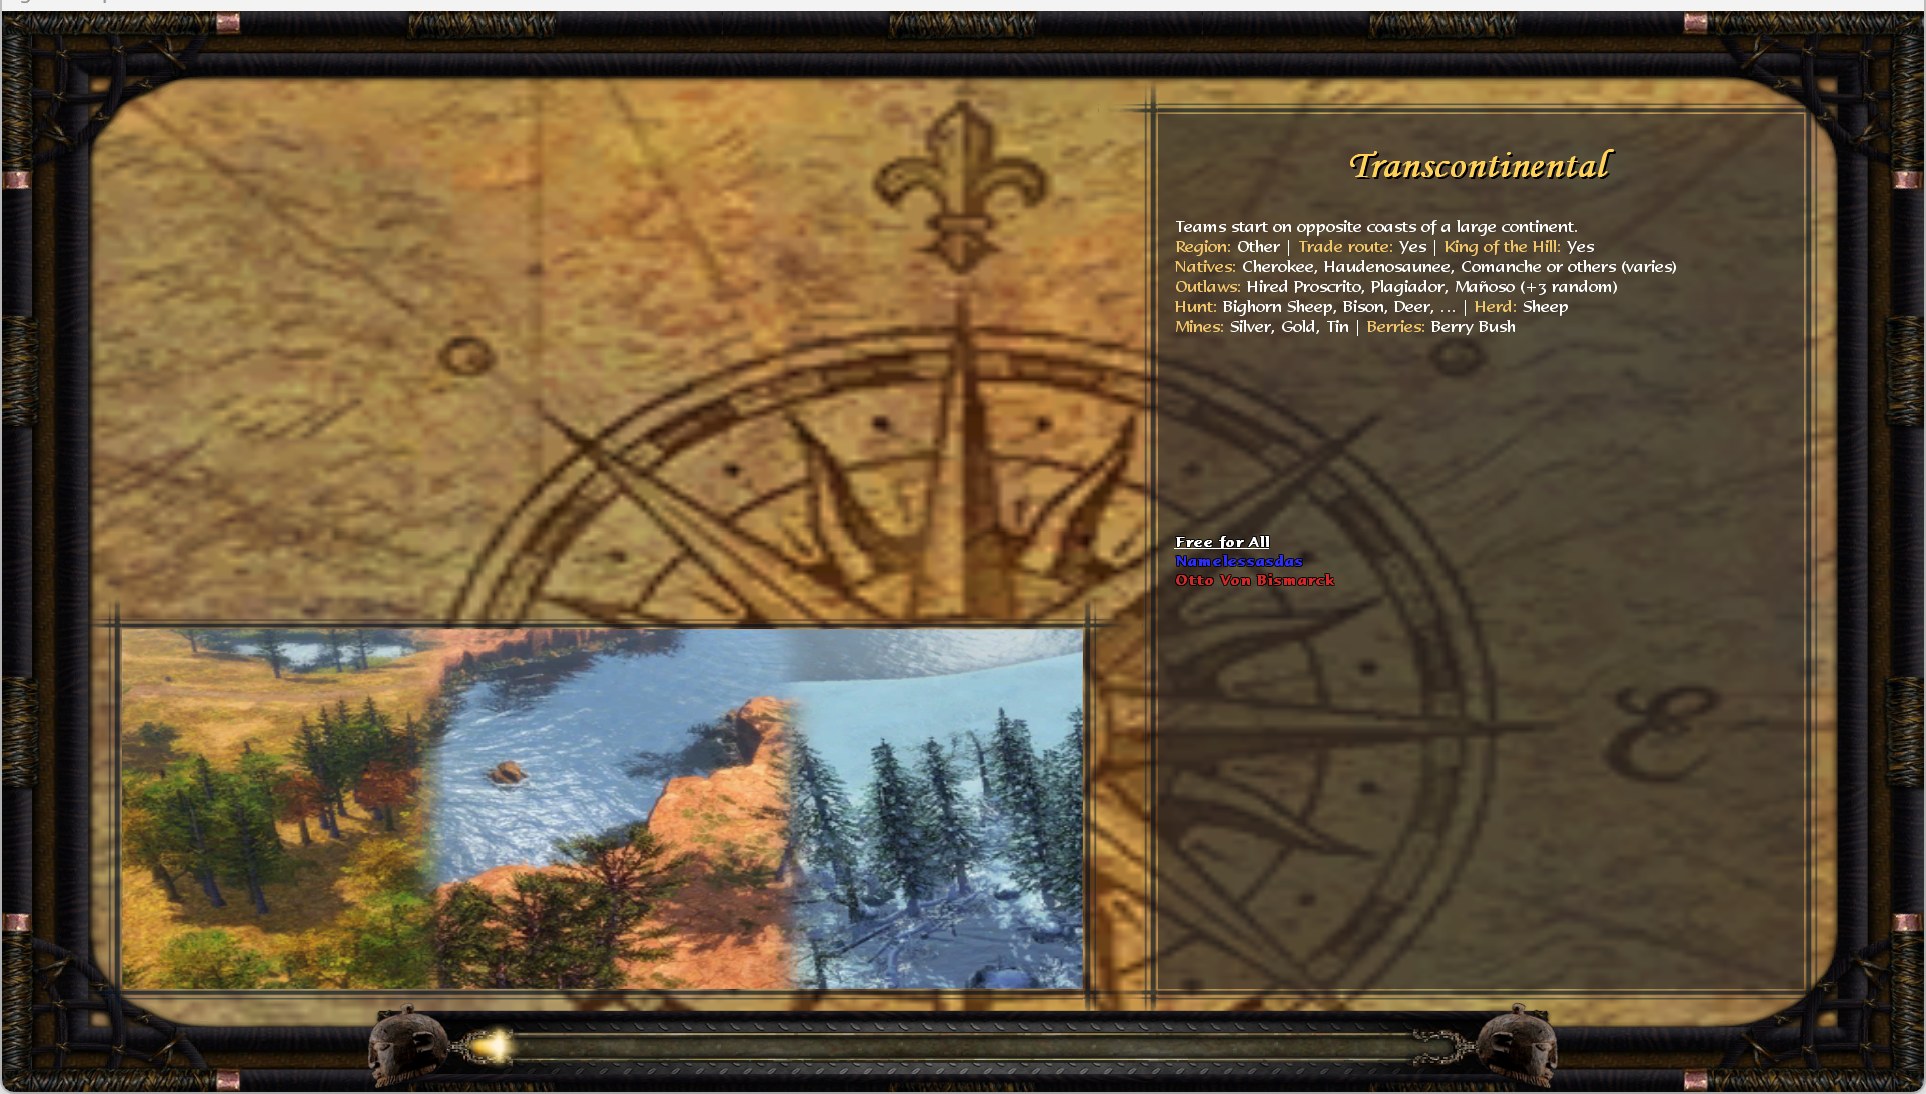 Transcontinental
Teams start on opposite coasts of a large continent.
Region: Other | Trade route: Yes | King of the Hill: Yes
Natives: Cherokee, Haudenosaunee, Comanche or others (varies)
Outlaws: Hired Proscrito, Plagiador, Mañoso (+3 random)
Hunt: Bighorn Sheep, Bison, Deer, ... | Herd: Sheep
Mines: Silver, Gold, Tin | Berries: Berry Bush
Free for All
Namelessasdas
Otto Von Bismarck
E